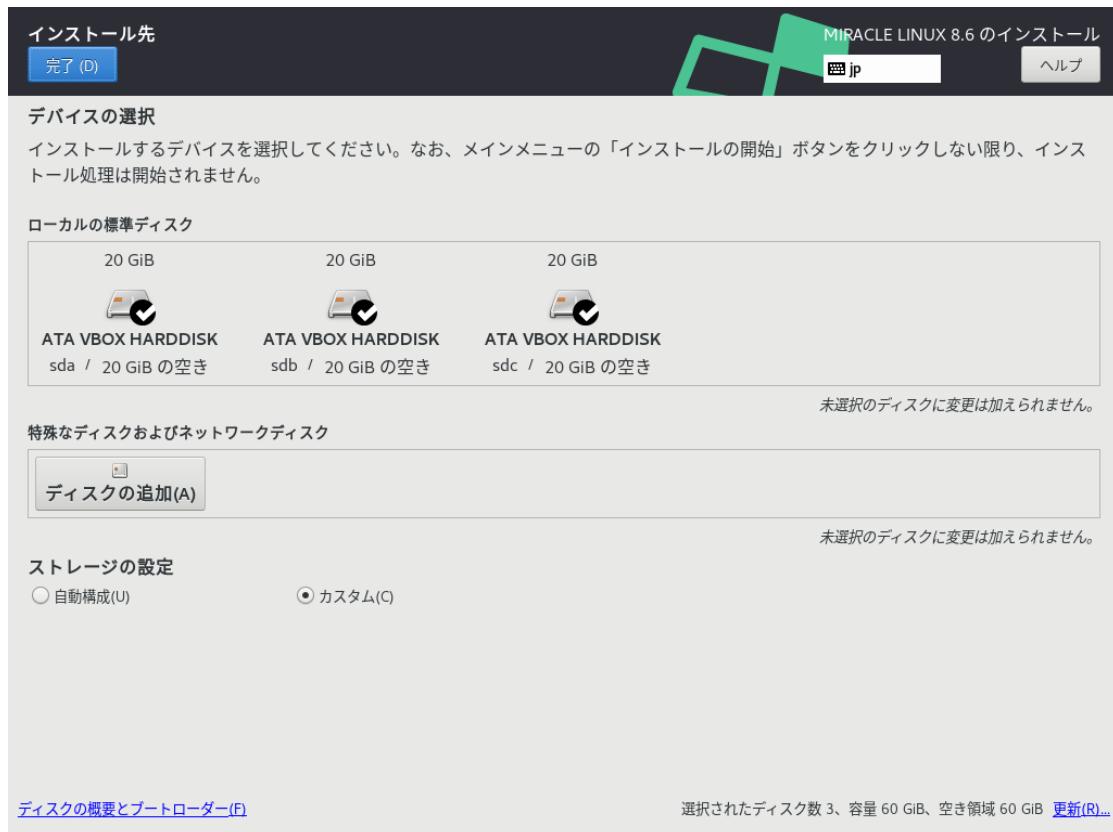 インストール先
MIRACLE LINUX 8.6 のインストール
完了 (D)
jp
ヘルプ
デバイスの選択
インストールするデバイスを選択してください。なお、メインメニューの「インストールの開始」ボタンをクリックしない限り、インス
トール処理は開始されません。
ローカルの標準ディスク
20 GiB 20 GiB 20 GiB
ATA VBOX HARDDISK ATA VBOX HARDDISK ATA VBOX HARDDISK
sda / 20 GiB の空き sdb / 20 GiB の空き sdc / 20 GiB の空き
未選択のディスクに変更は加えられません。
特殊なディスクおよびネットワークディスク
ディスクの追加(A)
未選択のディスクに変更は加えられません。
ストレージの設定
自動構成(U) カスタム(C)
ディスクの概要とブートローダー(F) 選択されたディスク数 3、容量 60 GiB、空き領域 60 GiB 更新(R)...